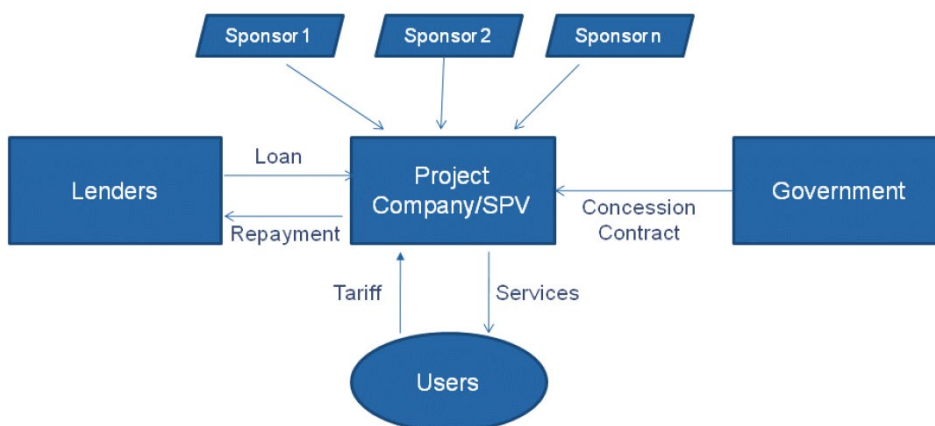 Sponsor 1
Sponsor 2
Sponsor n
Lenders
Loan
Repayment
Project
Company/SPV
Concession
Contract
Government
Tariff
Services
Users